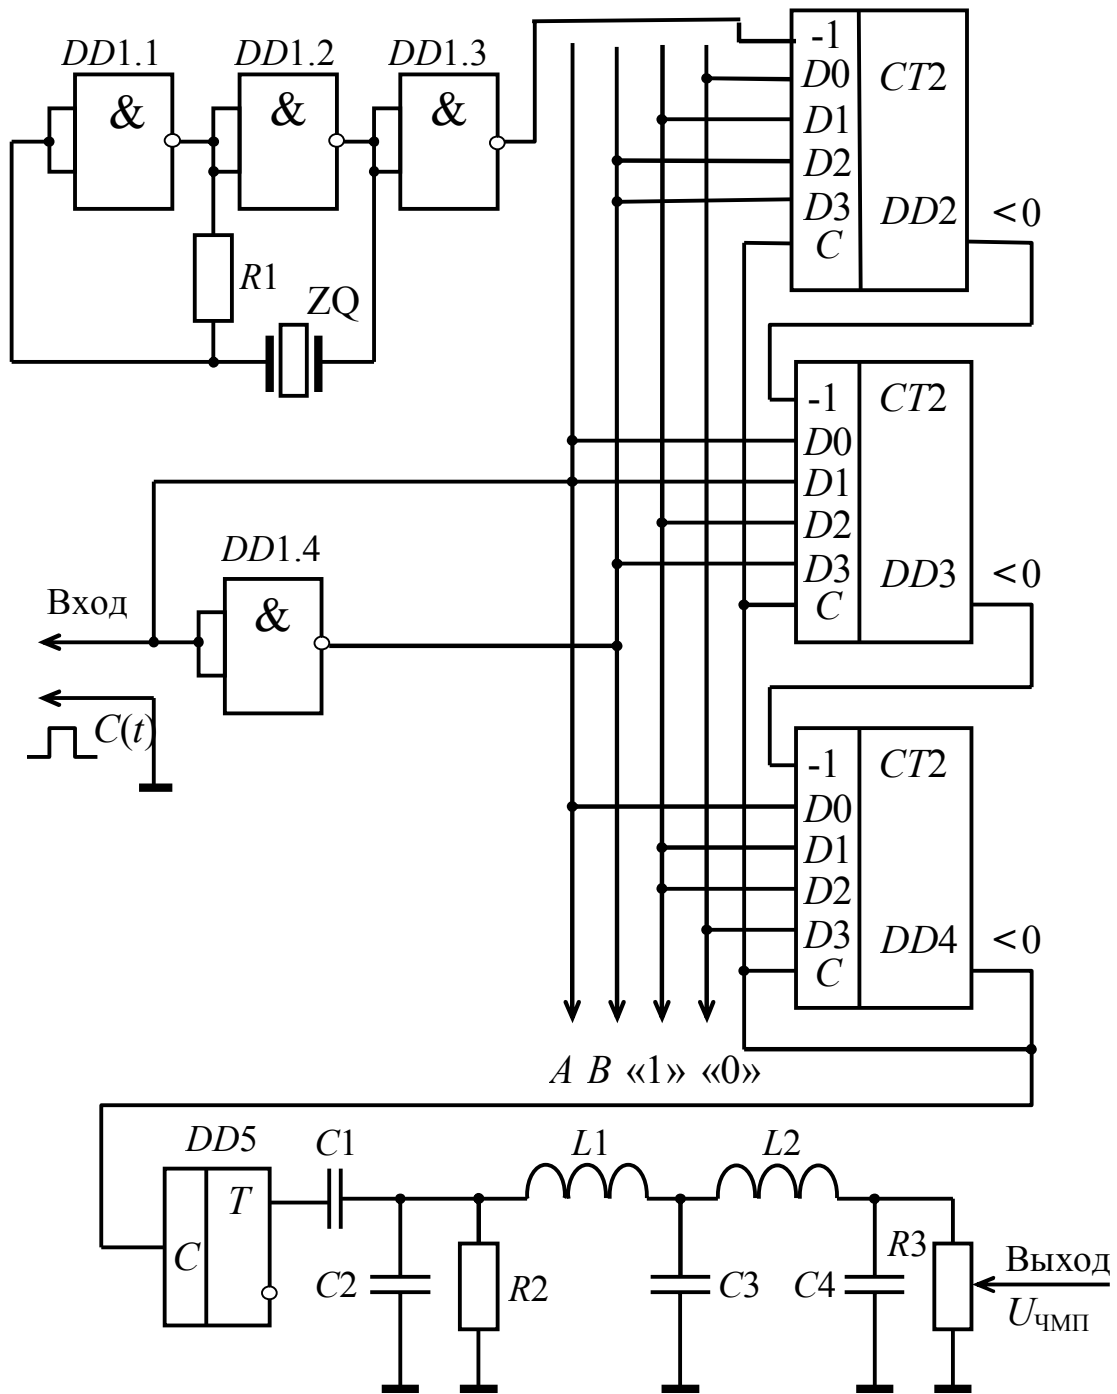 DD1.1
DD1.2
DD1.3
&
&
&
R1
ZQ
-1
D0
D1
D2
D3
C
CT2
DD2
<0
-1
D0
D1
D2
D3
C
CT2
DD3
<0
DD1.4
&
Вход
C(t)
-1
D0
D1
D2
D3
C
CT2
DD4
<0
A B «1» «0»
DD5
T
C
C1
L1
L2
C2
R2
C3
C4
R3
Выход
UЧМП